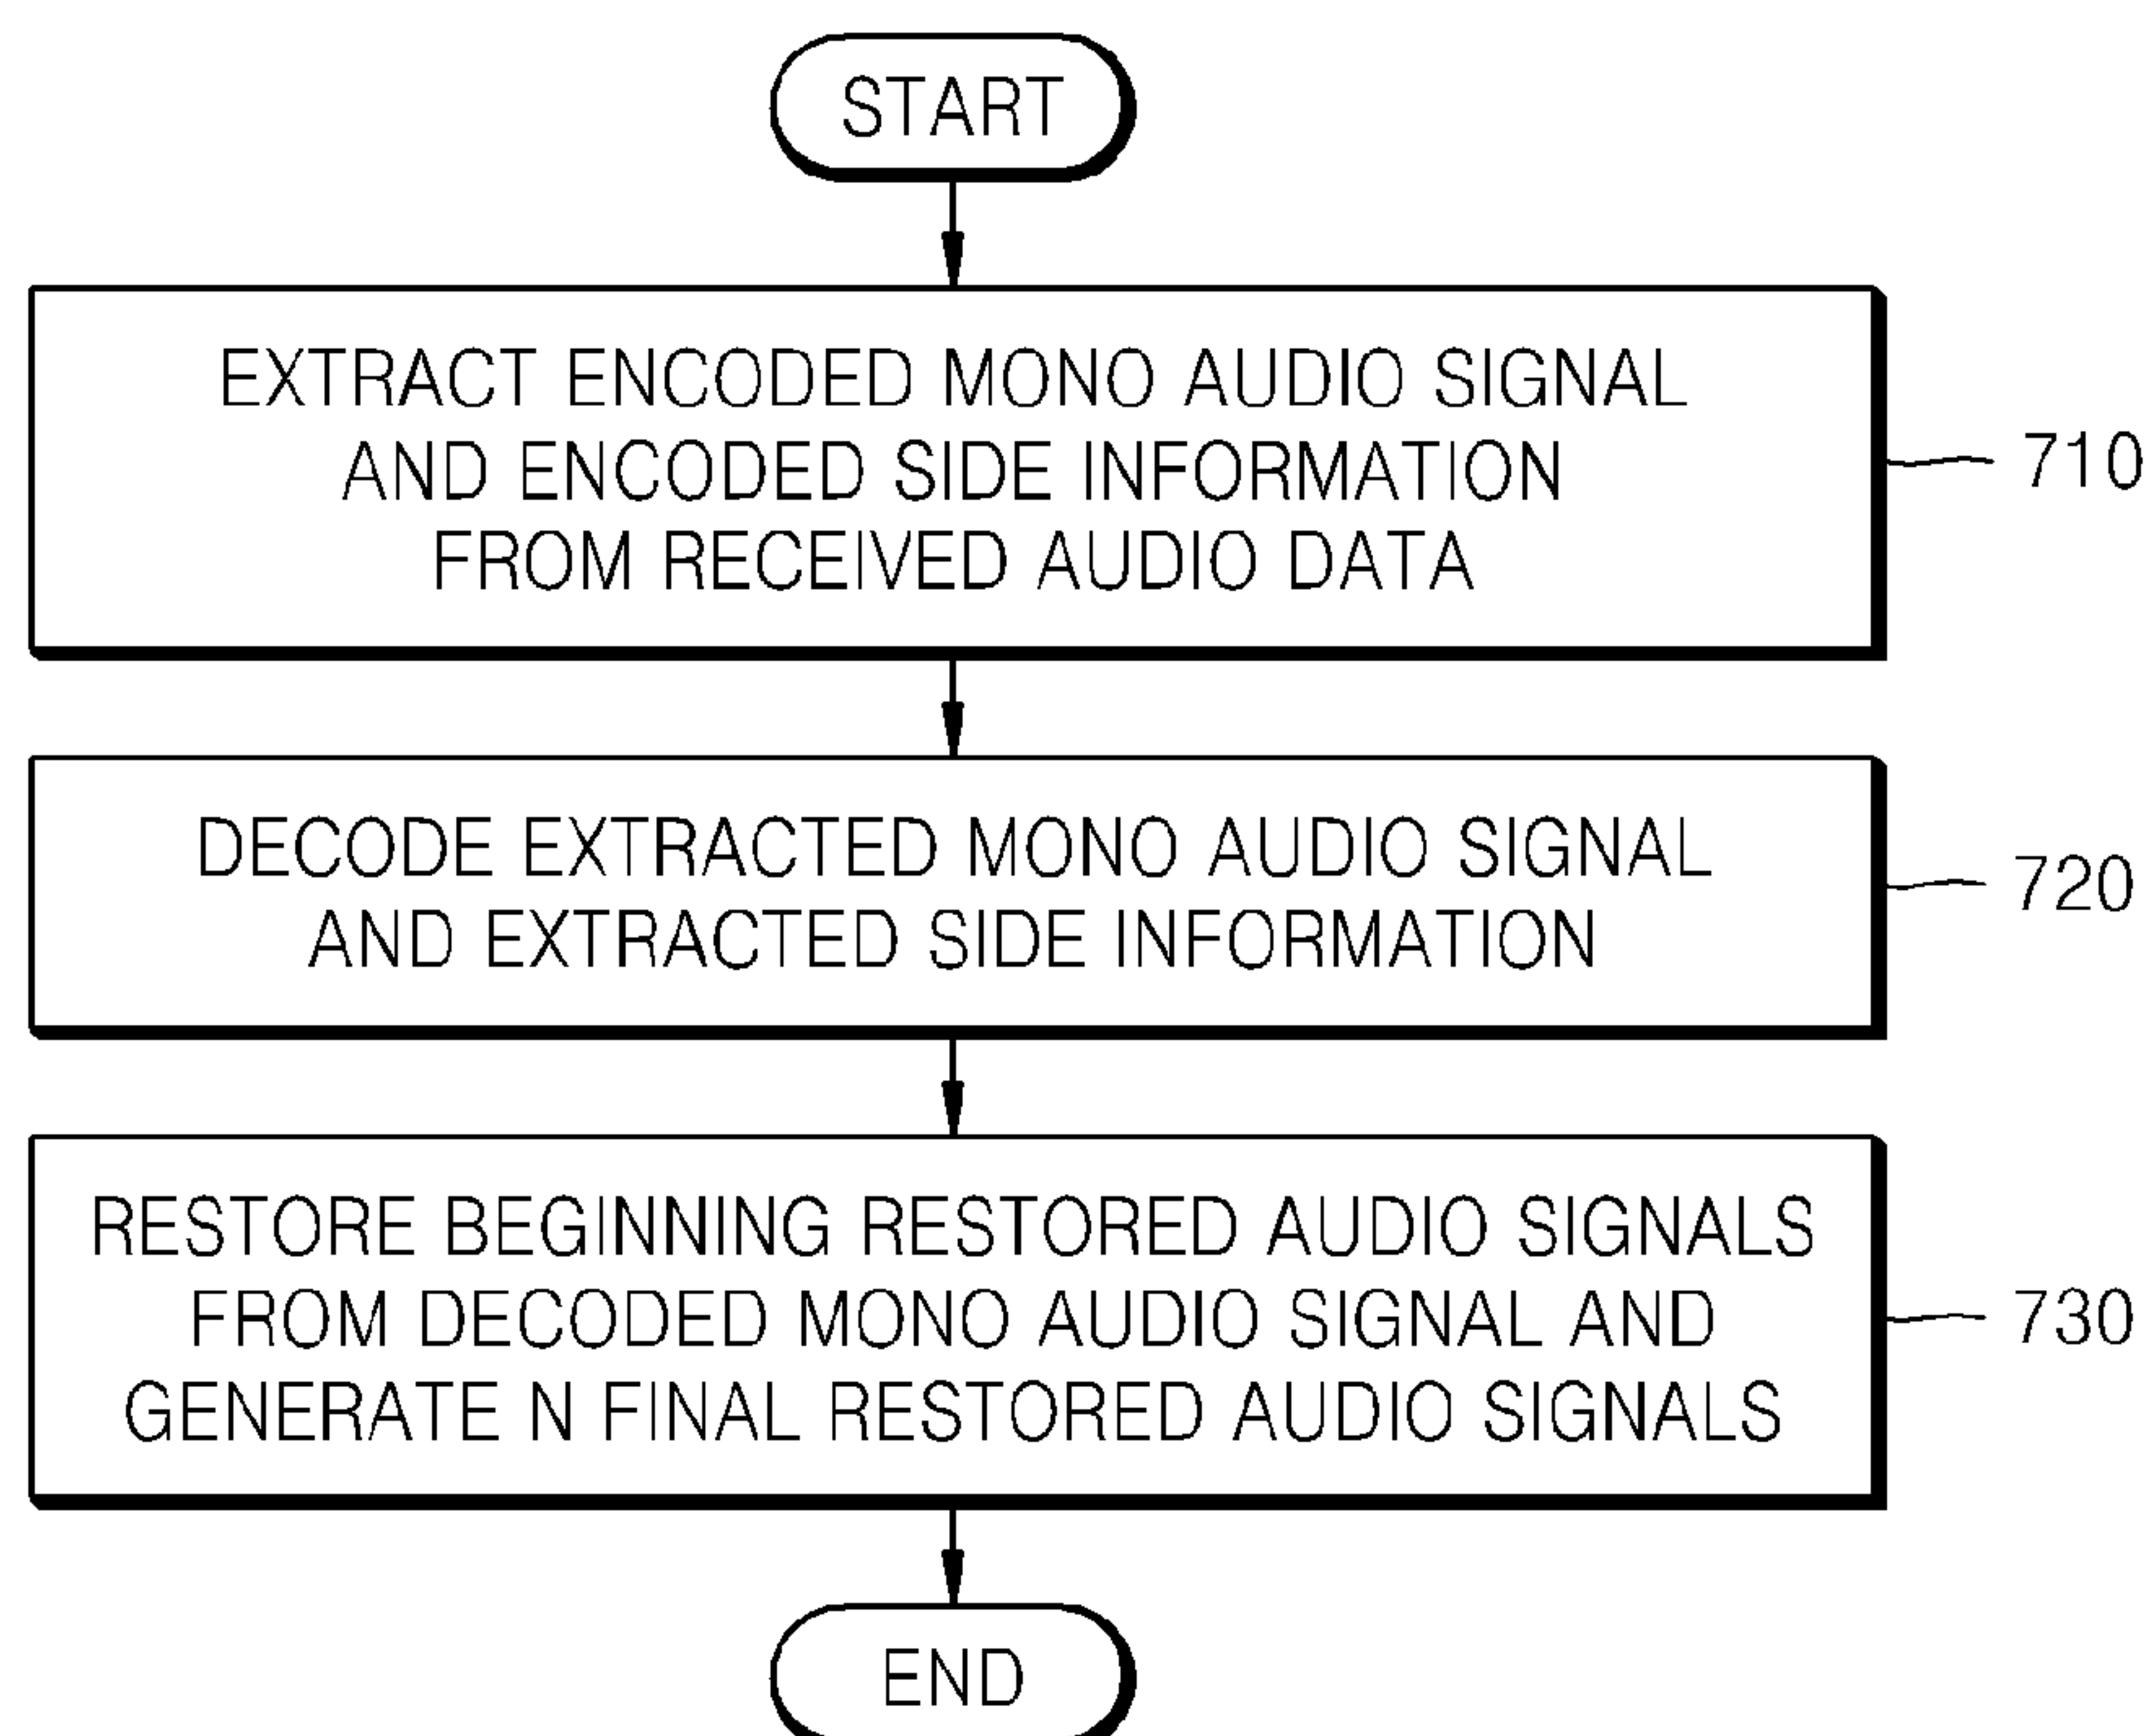 START
EXTRACT ENCODED MONO AUDIO SIGNAL
AND ENCODED SIDE INFORMATION
FROM RECEIVED AUDIO DATA
710
DECODE EXTRACTED MONO AUDIO SIGNAL
AND EXTRACTED SIDE INFORMATION
720
RESTORE BEGINNING RESTORED AUDIO SIGNALS
FROM DECODED MONO AUDIO SIGNAL AND
GENERATE N FINAL RESTORED AUDIO SIGNALS
730
END